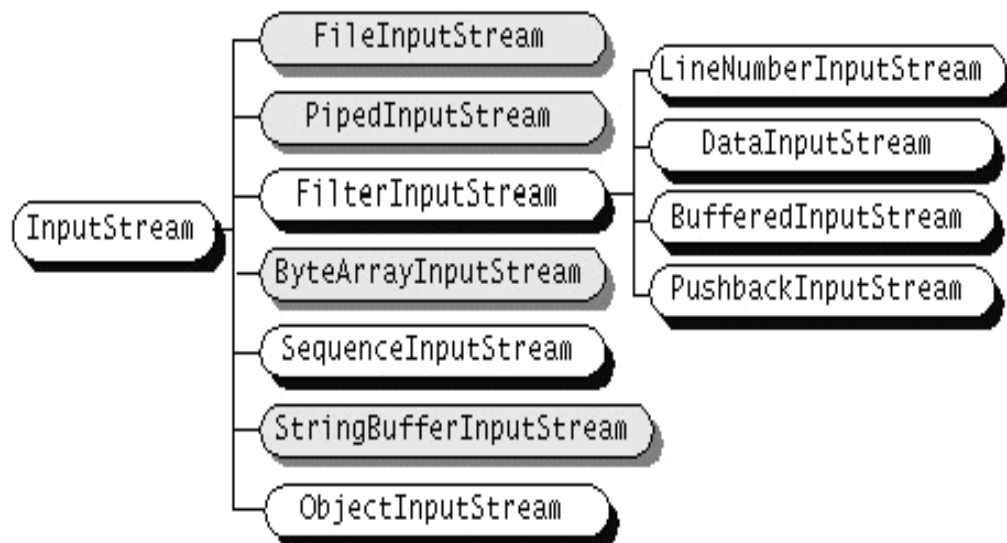 InputStream
FileInputStream
PipedInputStream
FilterInputStream
ByteArrayInputStream
SequenceInputStream
StringBufferInputStream
ObjectInputStream
LineNumberInputStream
DataInputStream
BufferedInputStream
PushbackInputStream